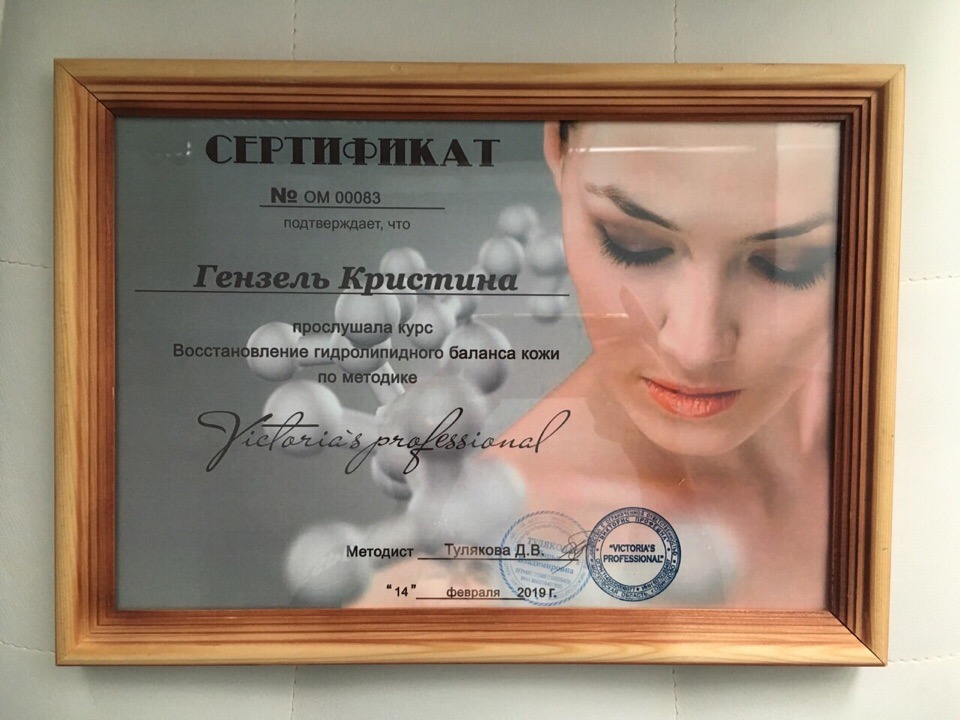 СЕРТИФИКАТ
№ ОМ 00083
подтверждает, что
Гензель Кристина
прослушала курс
Восстановление гидролипидного баланса кожи
по методике
Victoria's professional
Методист Тулякова Д.В.
"14" февраля 2019 г.
"VICTORIA'S
PROFESSIONAL"